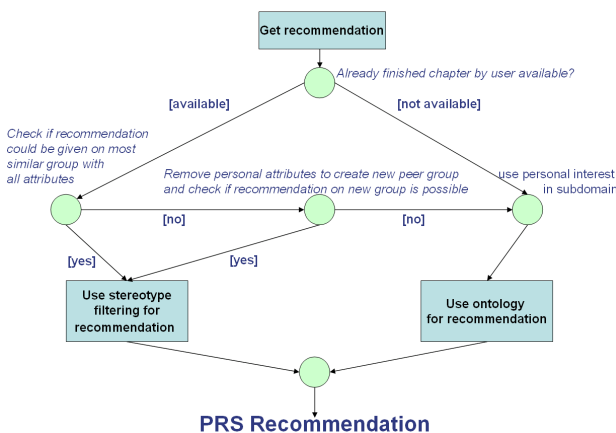 Get recommendation
Already finished chapter by user available?
[available]
[not available]
Check if recommendation
could be given on most
similar group with
all attributes
Remove personal attributes to create new peer group
and check if recommendation on new group is possible
use personal interest
in subdomain
[no]
[no]
[yes]
[yes]
Use stereotype
filtering for
recommendation
Use ontology
for recommendation
PRS Recommendation